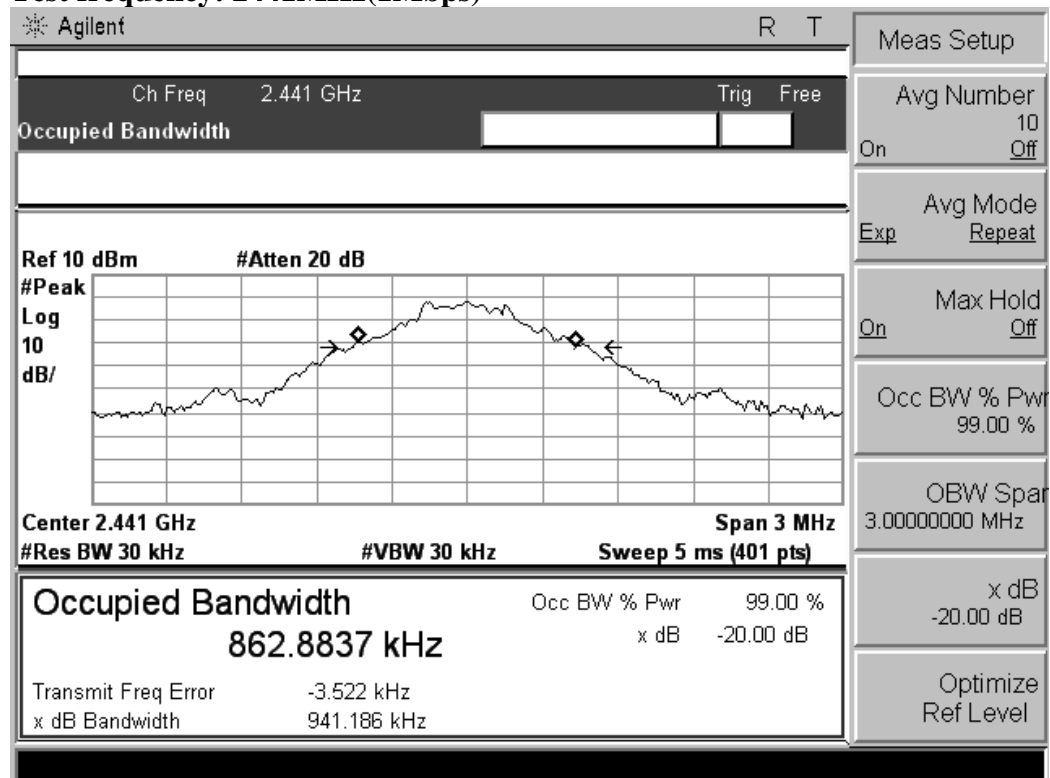 Test frequency: 2441MHz(1Mbps)
Agilent R T
Ch Freq 2.441 GHz Trig Free
Occupied Bandwidth
Ref 10 dBm #Atten 20 dB
#Peak
Log
10
dB/
Center 2.441 GHz Span 3 MHz
#Res BW 30 kHz #VBW 30 kHz Sweep 5 ms (401 pts)
Occupied Bandwidth Occ BW % Pwr 99.00 %
862.8837 kHz x dB -20.00 dB
Transmit Freq Error -3.522 kHz
x dB Bandwidth 941.186 kHz
Meas Setup
Avg Number
10
On Off
Avg Mode
Exp Repeat
Max Hold
On Off
Occ BW % Pwr
99.00 %
OBW Span
3.00000000 MHz
x dB
-20.00 dB
Optimize
Ref Level